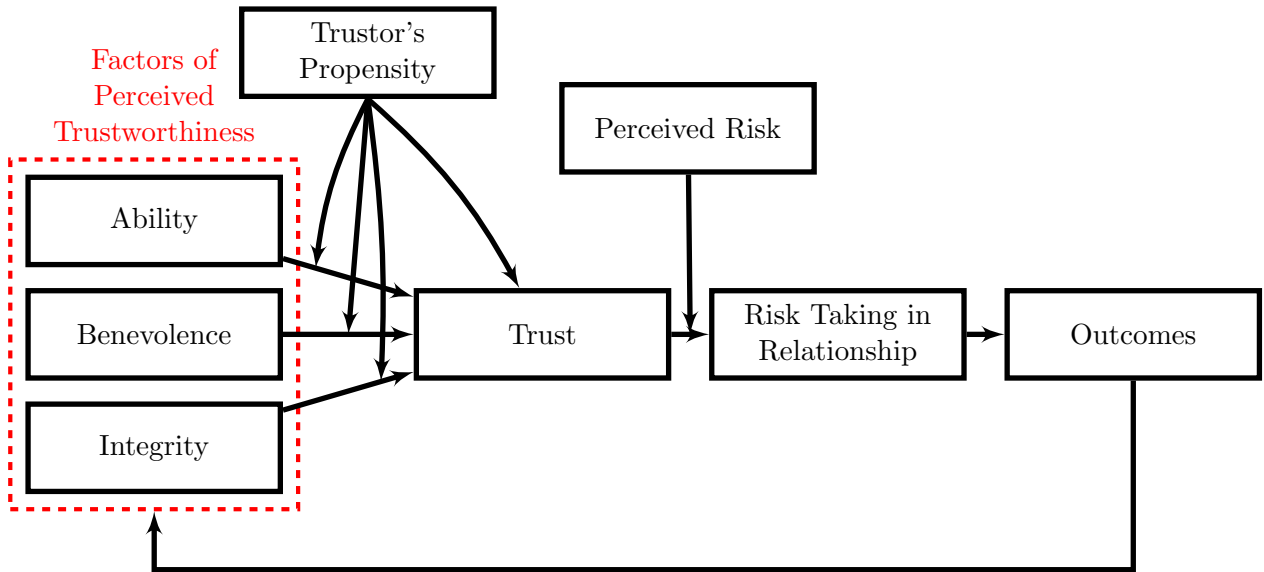 Trustor's
Propensity
Factors of
Perceived
Trustworthiness
Perceived Risk
Ability
Benevolence
Integrity
Trust
Risk Taking in
Relationship
Outcomes